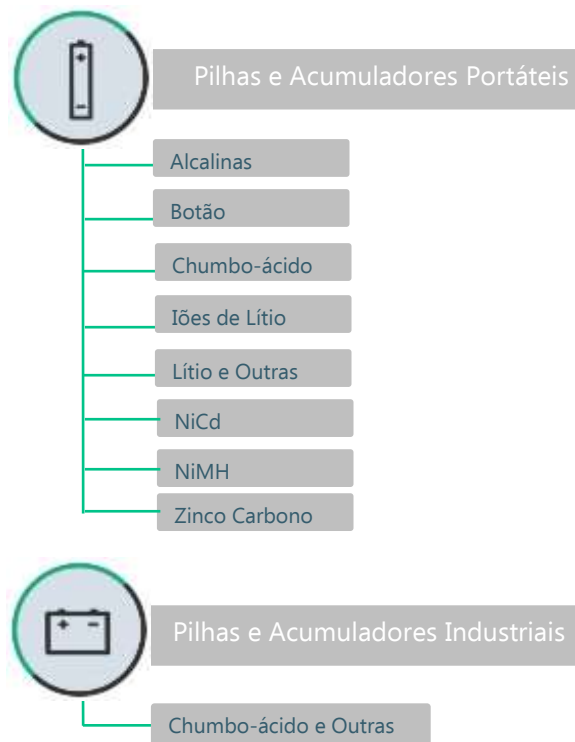 Pilhas e Acumuladores Portáteis
Alcalinas
Botão
Chumbo-ácido
Iões de Lítio
Lítio e Outras
NiCd
NiMH
Zinco Carbono
Pilhas e Acumuladores Industriais
Chumbo-ácido e Outras